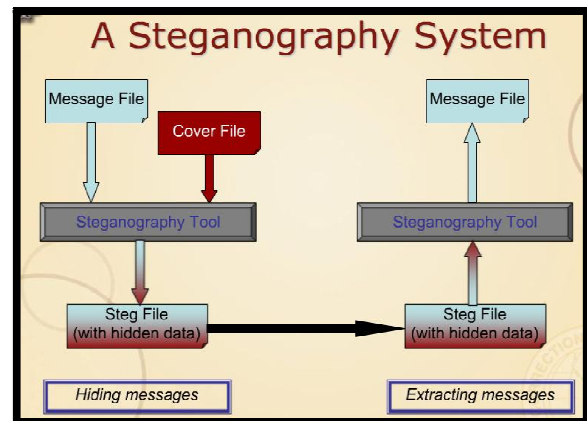 A Steganography System
Message File
Cover File
Steganography Tool
Steg File
(with hidden data)
Hiding messages
Message File
Steganography Tool
Steg File
(with hidden data)
Extracting messages